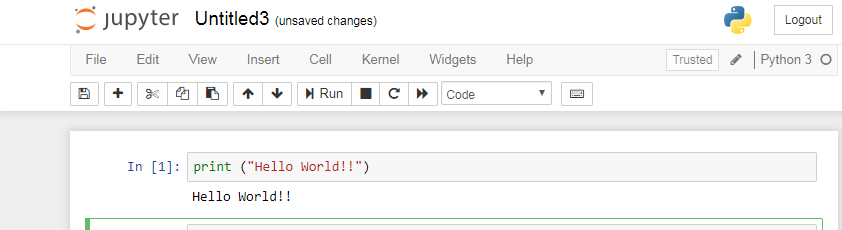 jupyter Untitled3 (unsaved changes) Logout
File Edit View Insert Cell Kernel Widgets Help Trusted Python 3
Run Code
In [1]: print ("Hello World!!")
Hello World!!